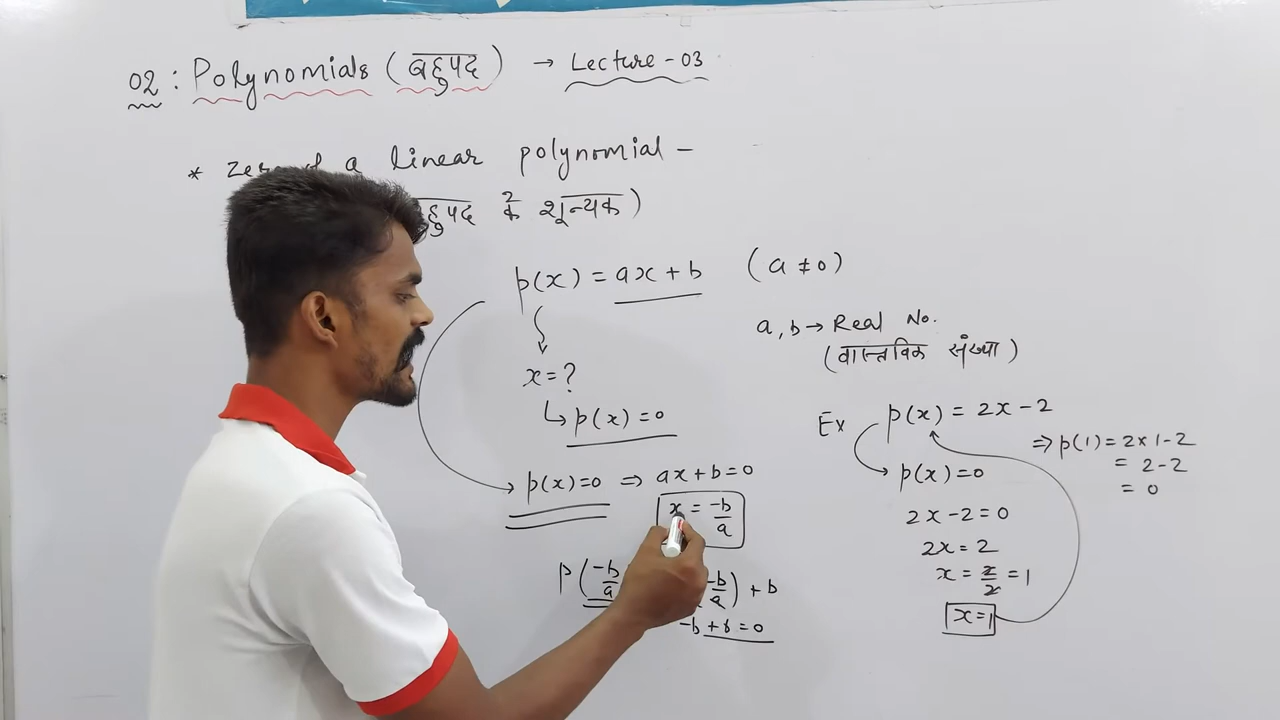 02 : Polynomials (बहुपद) → Lecture - 03
* Zero of a linear polynomial -
बहुपद के शून्यक)
p(x) = ax + b (a ≠ 0)
a, b → Real No.
(वास्तविक संख्या)
x = ?
↳ p(x) = 0
p(x) = 0 ⇒ ax + b = 0
x = -b/a
p(-b/a) (-b/a) + b
-b + b = 0
Ex p(x) = 2x - 2
p(x) = 0
2x - 2 = 0
2x = 2
x = 2/2 = 1
x = 1
⇒ p(1) = 2 x 1 - 2
= 2 - 2
= 0